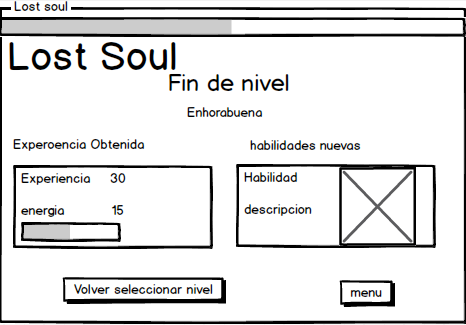 Lost soul
Lost Soul
Fin de nivel
Enhorabuena
Experoencia Obtenida
habilidades nuevas
Experiencia 30
energia 15
Habilidad
descripcion
Volver seleccionar nivel
menu